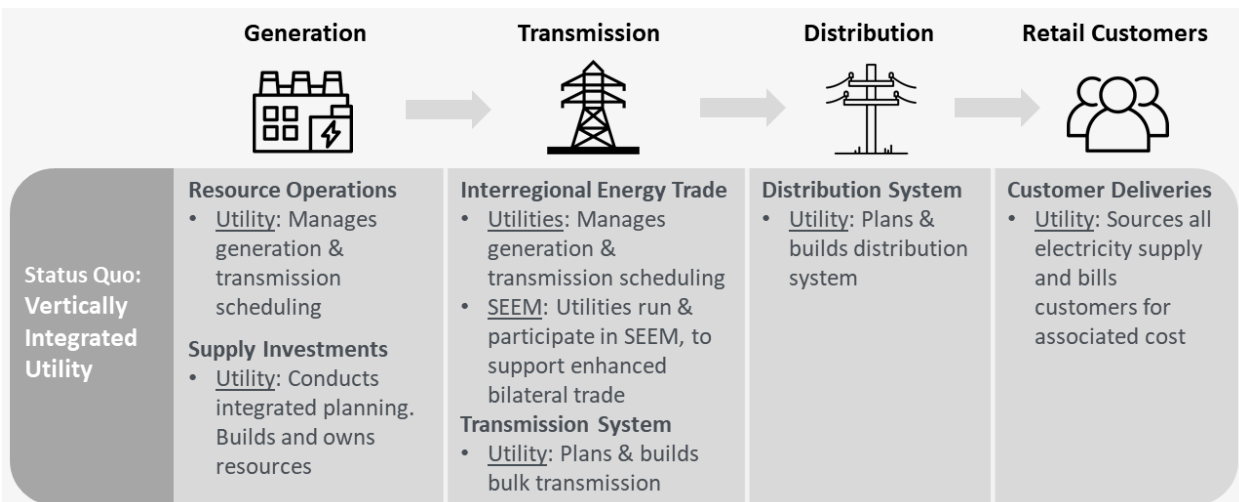 Generation
Transmission
Distribution
Retail Customers
Status Quo:
Vertically
Integrated
Utility
Resource Operations
• Utility: Manages
generation &
transmission
scheduling
Supply Investments
• Utility: Conducts
integrated planning.
Builds and owns
resources
Interregional Energy Trade
• Utilities: Manages
generation &
transmission scheduling
• SEEM: Utilities run &
participate in SEEM, to
support enhanced
bilateral trade
Transmission System
• Utility: Plans & builds
bulk transmission
Distribution System
• Utility: Plans &
builds distribution
system
Customer Deliveries
• Utility: Sources all
electricity supply
and bills
customers for
associated cost